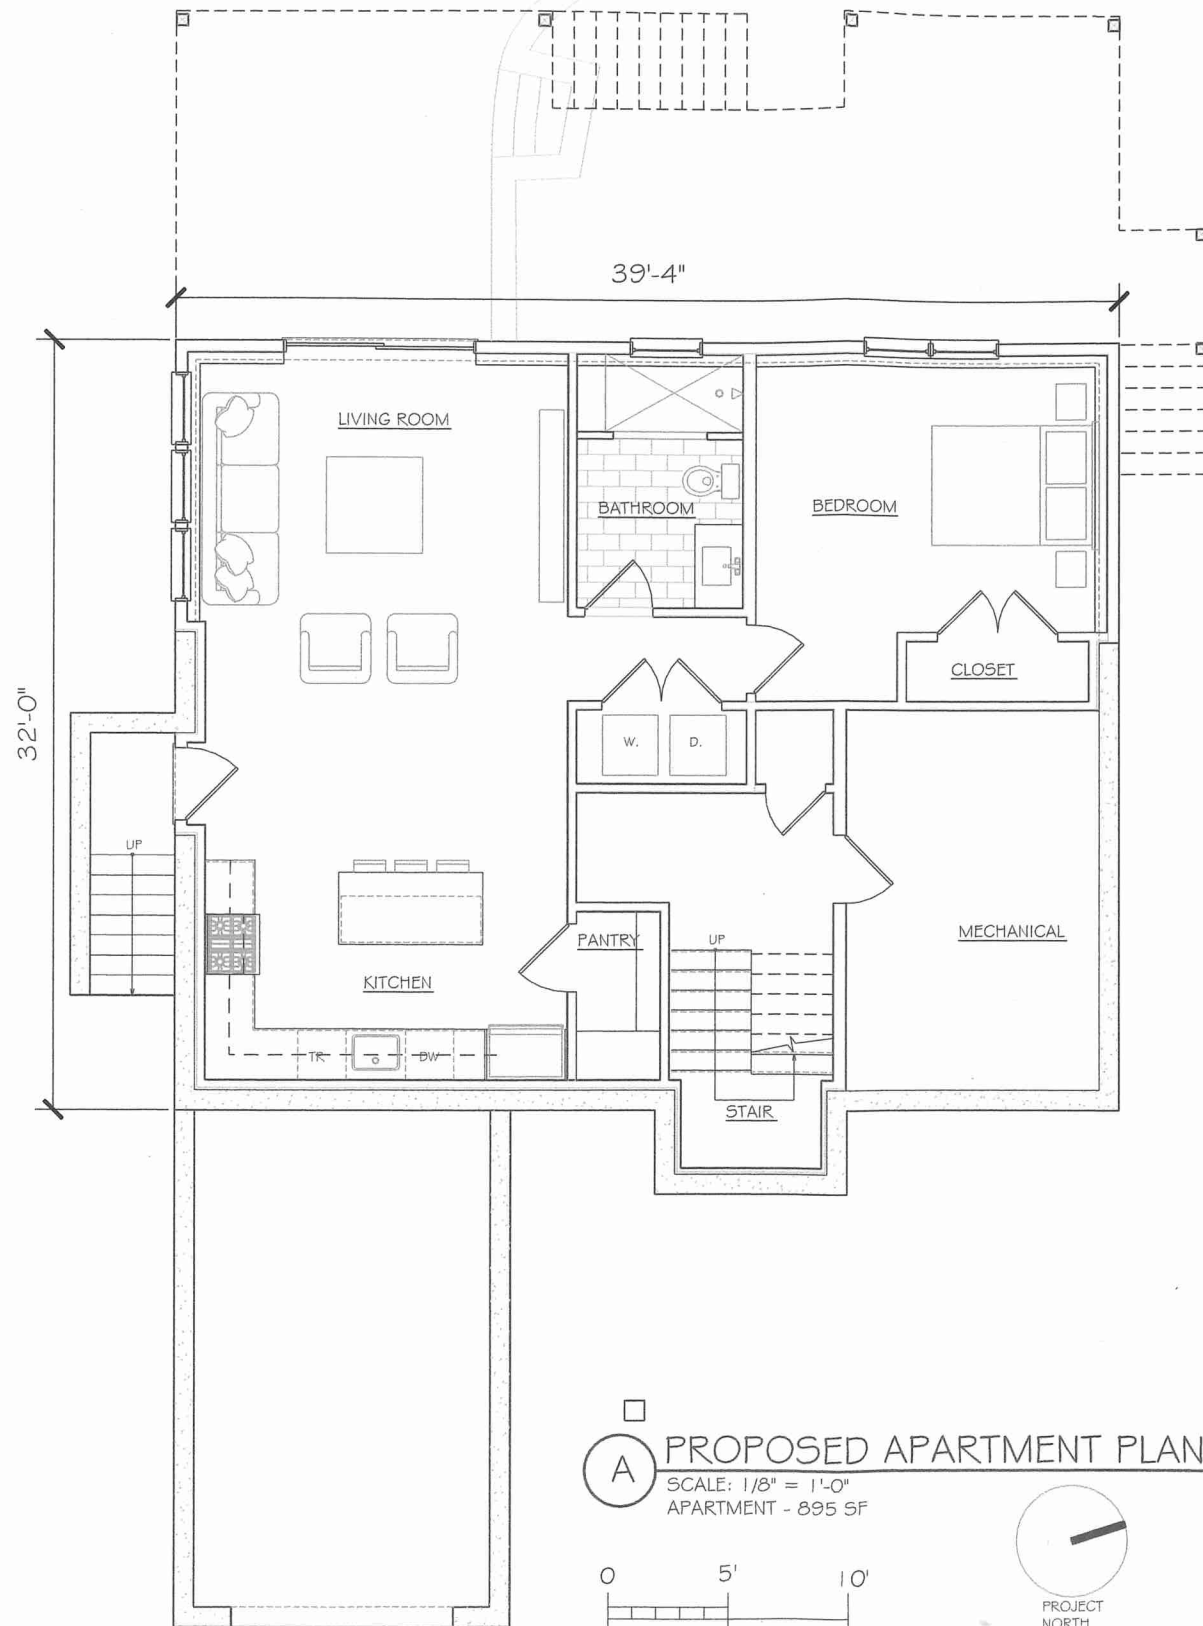 39'-4"
LIVING ROOM
BATHROOM
BEDROOM
CLOSET
32'-0"
W.
D.
UP
PANTRY
UP
MECHANICAL
KITCHEN
TR
DW
STAIR
A
PROPOSED APARTMENT PLAN
SCALE: 1/8" = 1'-0"
APARTMENT - 895 SF
0 5' 10'
PROJECT
NORTH